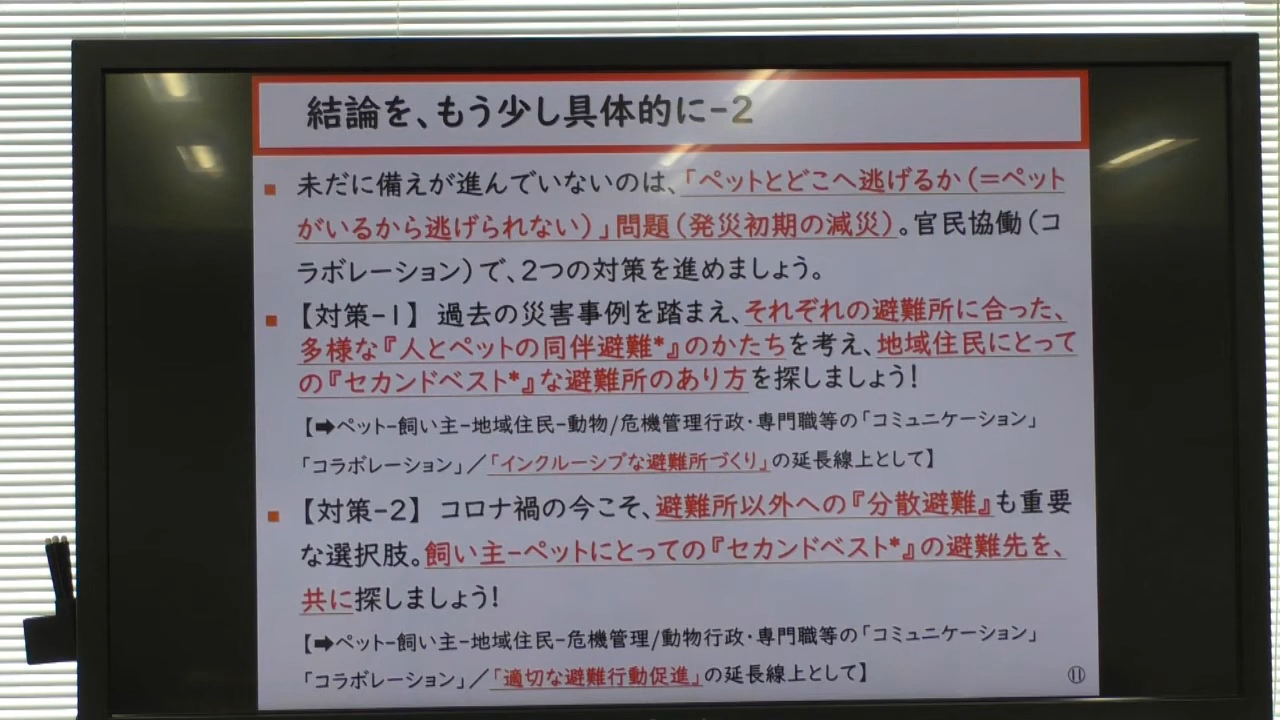 結論を、もう少し具体的に-2
■ 未だに備えが進んでいないのは、「ペットとどこへ逃げるか(=ペット
がいるから逃げられない)」問題(発災初期の減災)。官民協働(コ
ラボレーション)で、2つの対策を進めましょう。
■ 【対策-1】 過去の災害事例を踏まえ、それぞれの避難所に合った、
多様な『人とペットの同伴避難*』のかたちを考え、地域住民にとって
の『セカンドベスト*』な避難所のあり方を探しましょう!
【➡ペット-飼い主-地域住民-動物/危機管理行政・専門職等の「コミュニケーション」
「コラボレーション」/「インクルーシブな避難所づくり」の延長線上として】
■ 【対策-2】 コロナ禍の今こそ、避難所以外への『分散避難』も重要
な選択肢。飼い主-ペットにとっての『セカンドベスト*』の避難先を、
共に探しましょう!
【➡ペット-飼い主-地域住民-危機管理/動物行政・専門職等の「コミュニケーション」
「コラボレーション」/「適切な避難行動促進」の延長線上として】
⑪